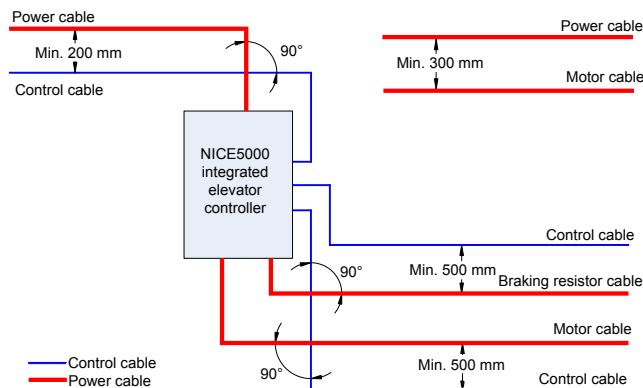 Power cable
Min. 200 mm
90°
Control cable
Power cable
Min. 300 mm
Motor cable
NICE5000
integrated
elevator
controller
Control cable
Min. 500 mm
90°
Braking resistor cable
Motor cable
Min. 500 mm
90°
Control cable
Control cable
Power cable